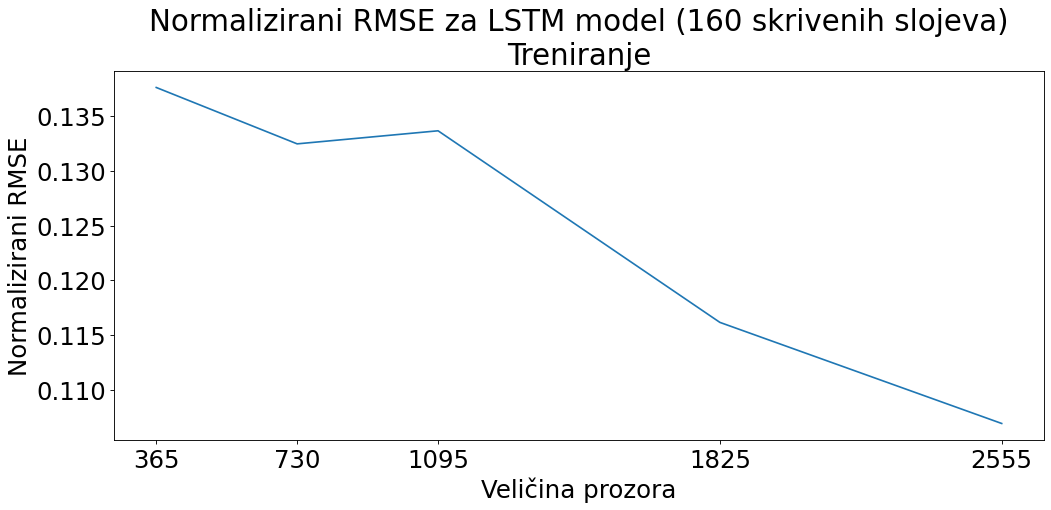 Normalizirani RMSE za LSTM model (160 skrivenih slojeva)
Treniranje
Normalizirani RMSE
0.135
0.130
0.125
0.120
0.115
0.110
365 730 1095 1825 2555
Veličina prozora